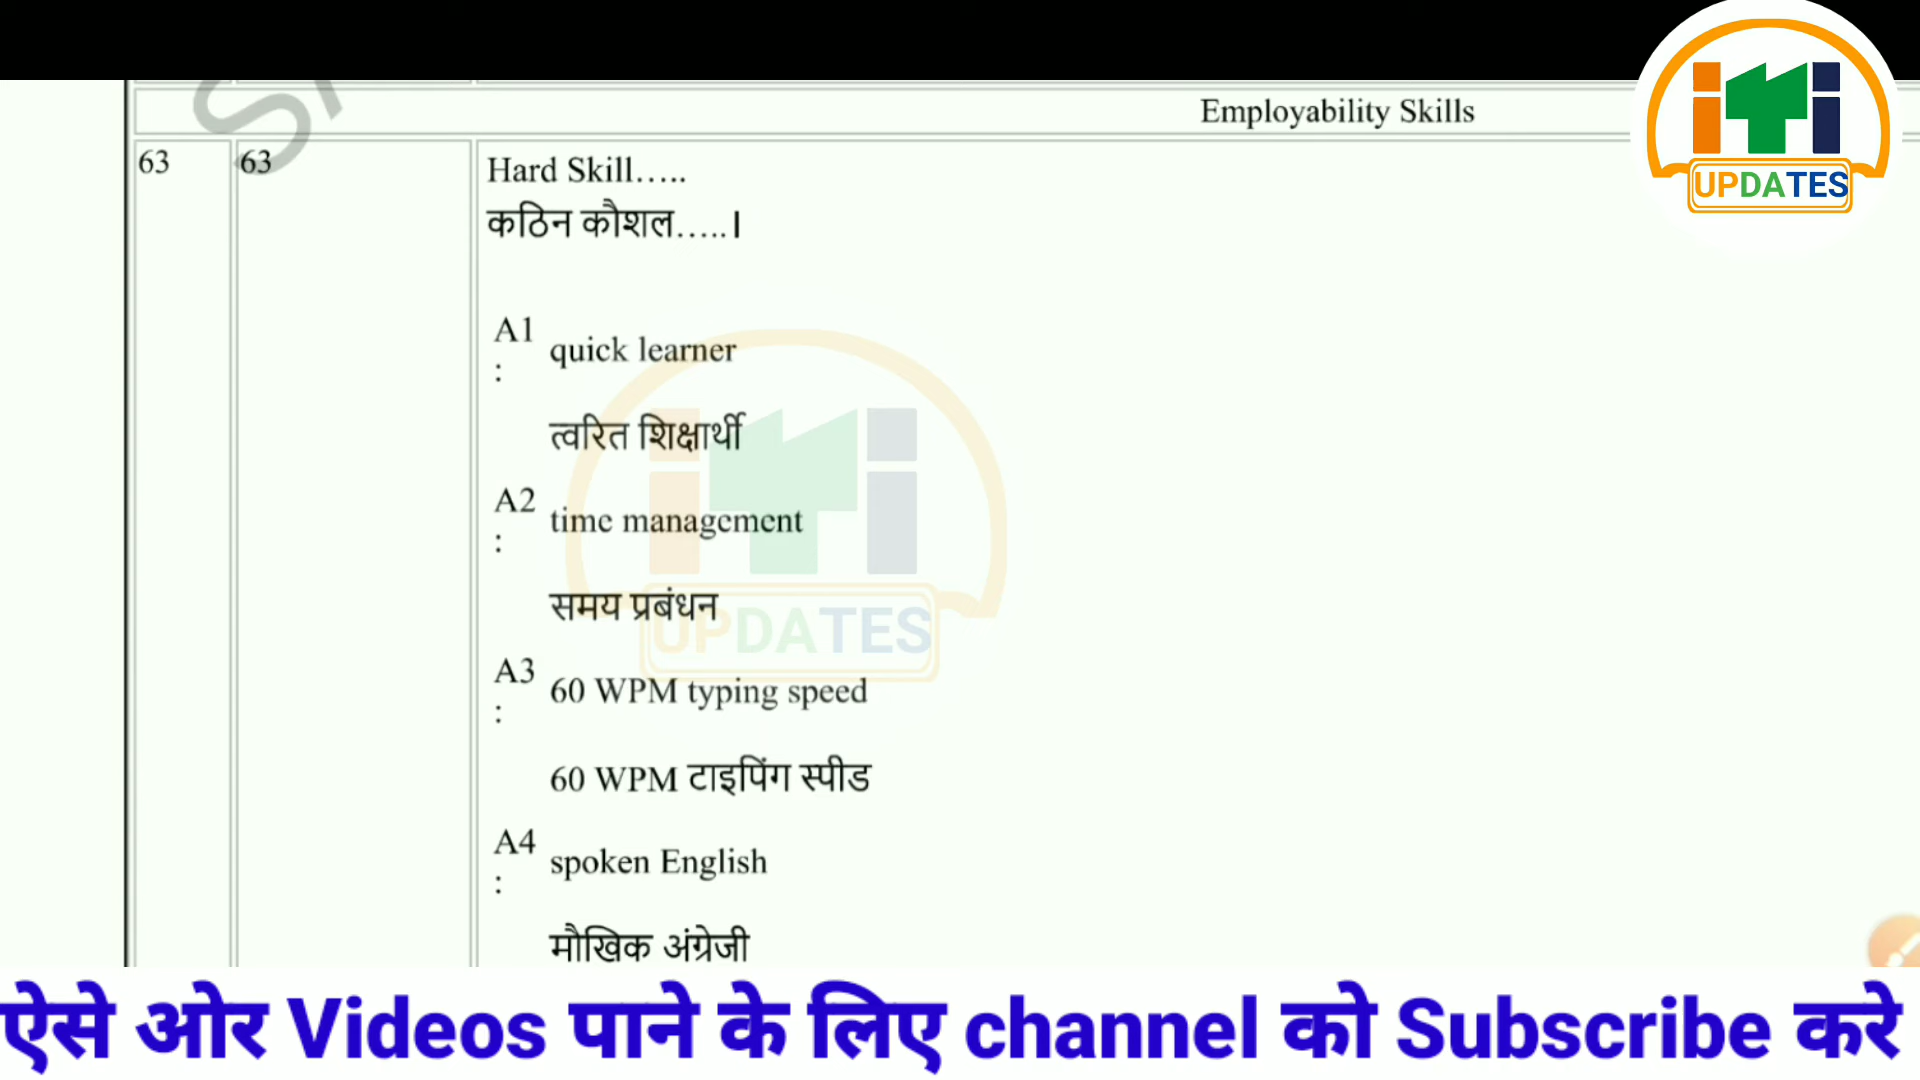 Employability Skills
UPDATES
63 63
Hard Skill…..
कठिन कौशल…..।
A1 : quick learner
त्वरित शिक्षार्थी
A2 : time management
समय प्रबंधन
UPDATES
A3 : 60 WPM typing speed
60 WPM टाइपिंग स्पीड
A4 : spoken English
मौखिक अंग्रेजी
ऐसे ओर Videos पाने के लिए channel को Subscribe करे